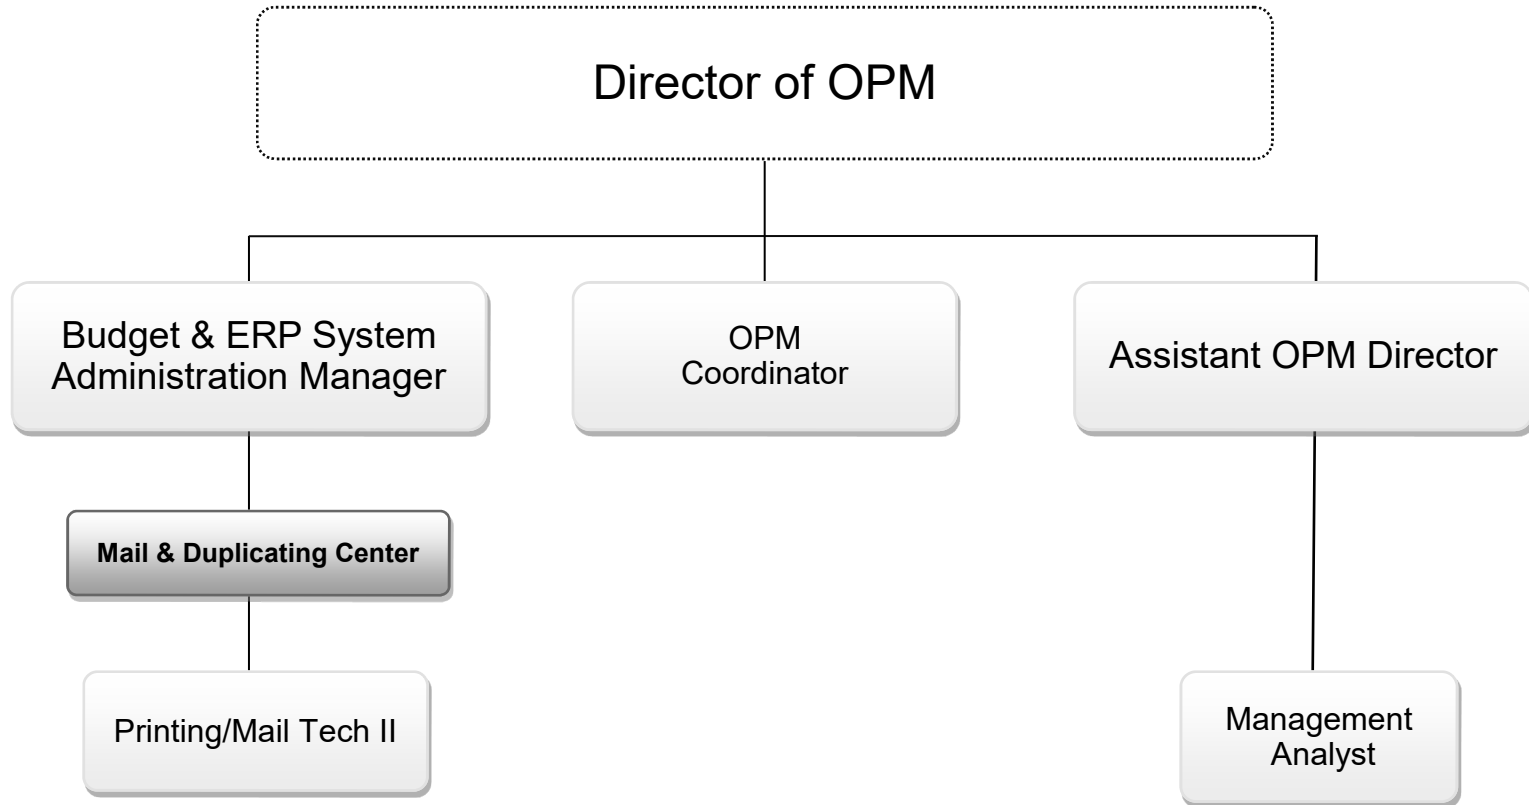 Director of OPM
Budget & ERP System
Administration Manager
OPM
Coordinator
Assistant OPM Director
Mail & Duplicating Center
Printing/Mail Tech II
Management
Analyst